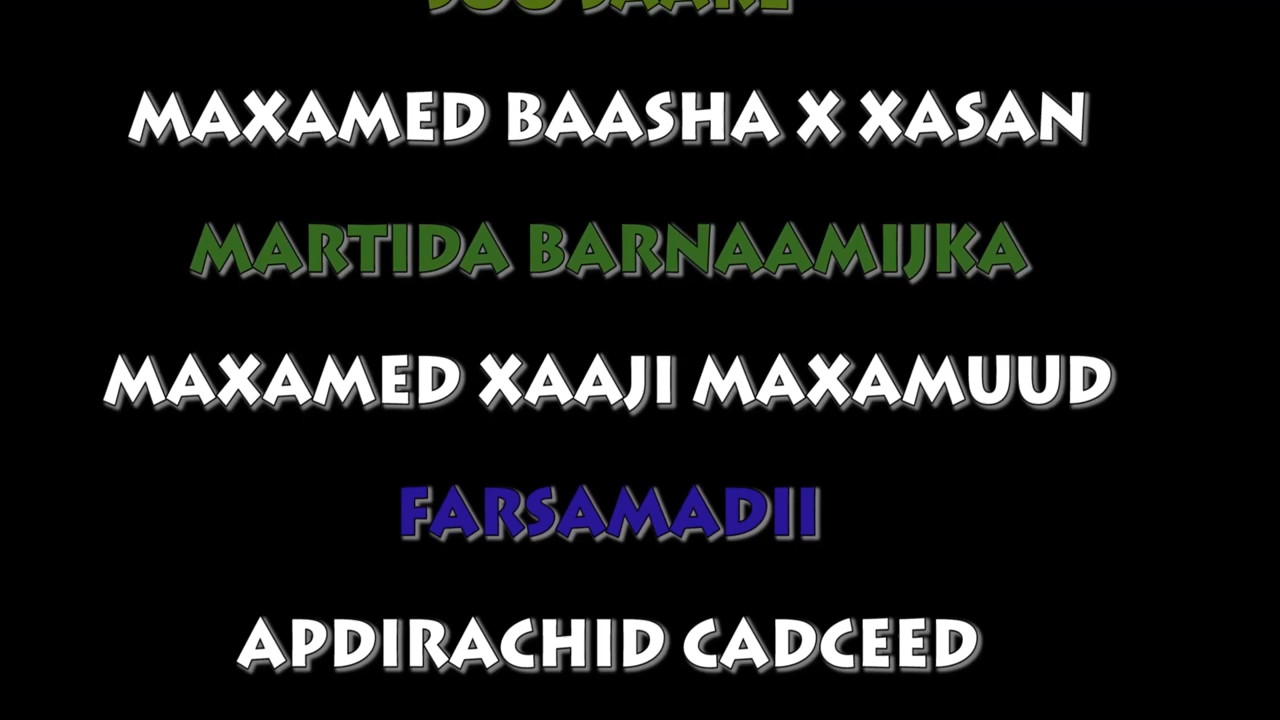 MAXAMED BAASHA X XASAN
MARTIDA BARNAAMIJKA
MAXAMED XAAJI MAXAMUUD
FARSAMADII
APDIRACHID CADCEED